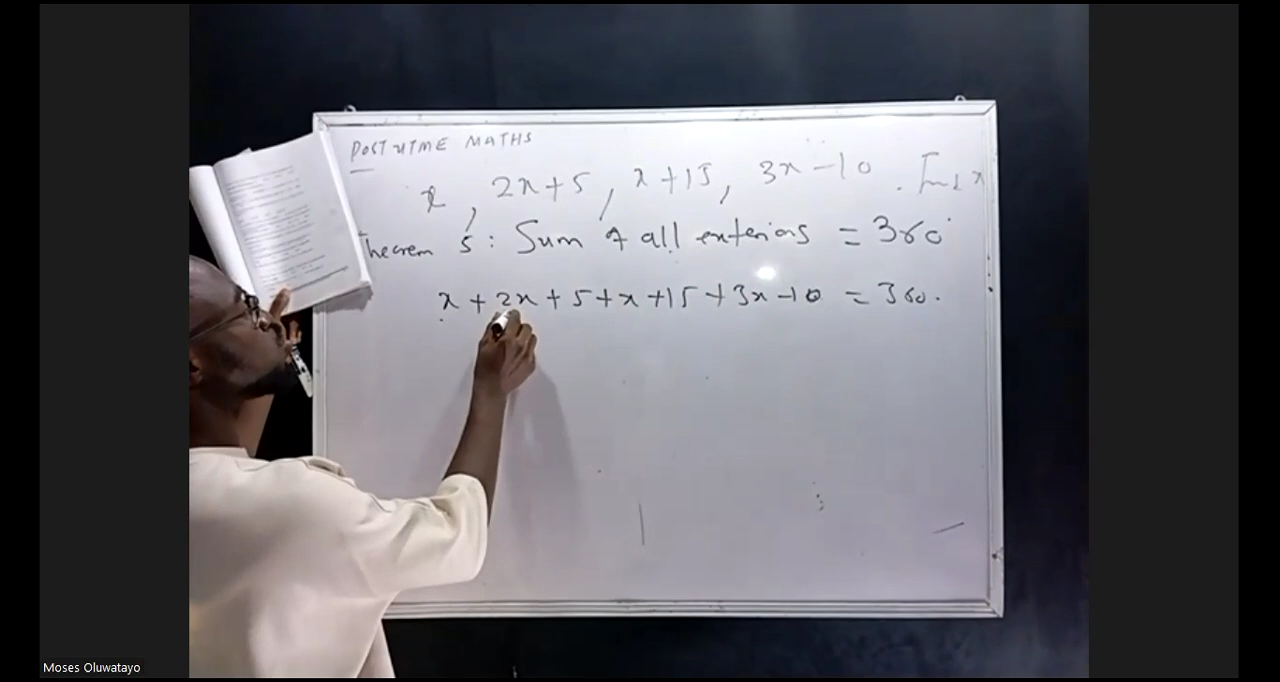 POST UTME MATHS
x, 2x+5, x+15, 3x-10. Find x
Theorem 5: Sum of all exteriors = 360°
x + 2x + 5 + x + 15 + 3x - 10 = 360.
Moses Oluwatayo